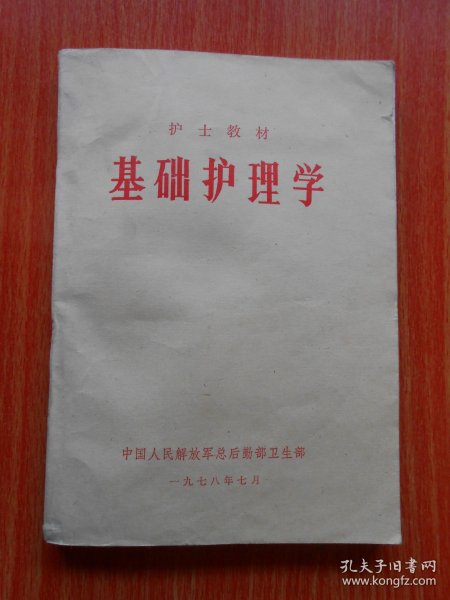 护士教材
基础护理学
中国人民解放军总后勤部卫生部
一九七八年七月
孔夫子旧书网
www.kongfz.com